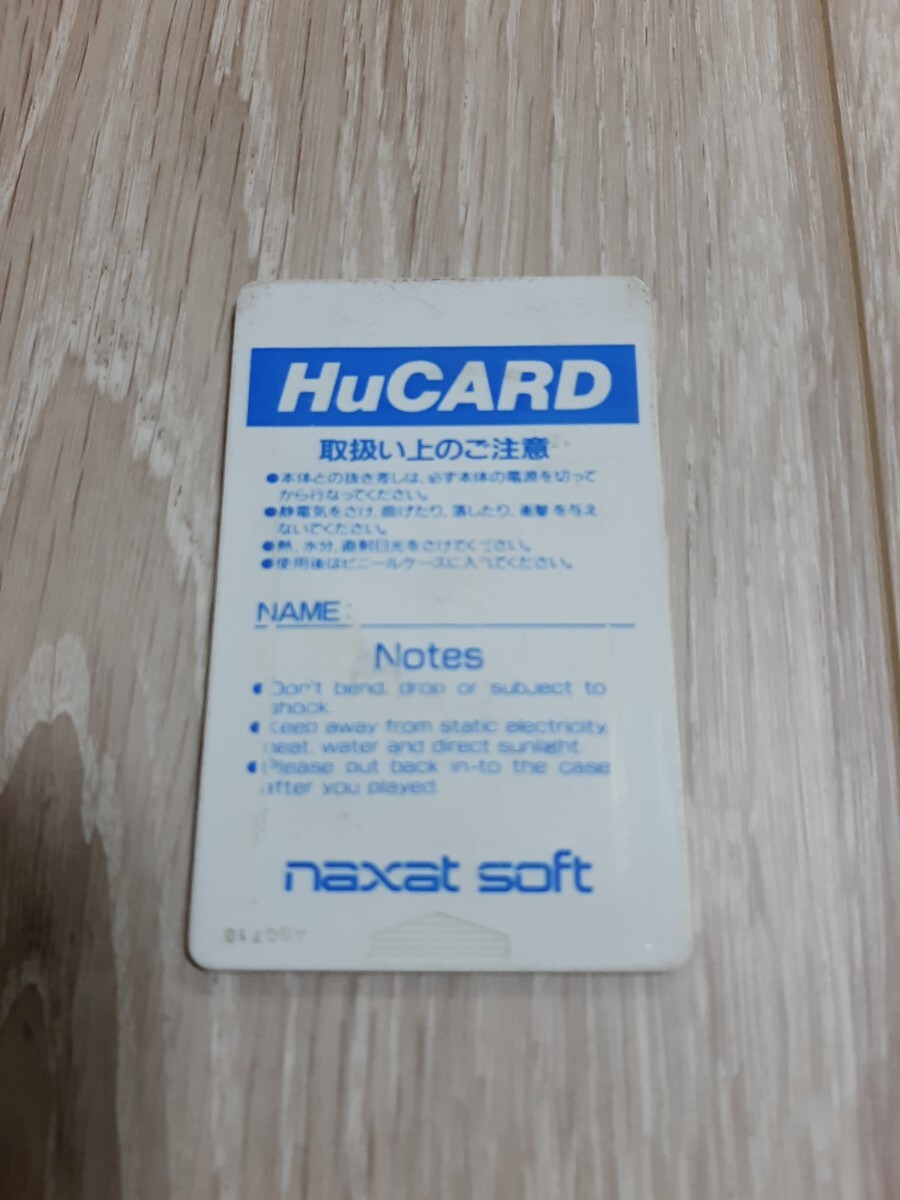 HuCARD
取扱い上のご注意
●本体との抜き差しは、必ず本体の電源を切って
から行なってください。
●静電気をさけ、曲げたり、落したり、衝撃を与え
ないでください。
●熱、水分、直射日光をさけてください。
●使用後はビニールケースに入れてください。
NAME:
Notes
●Don't bend, drop or subject to
shock.
●Keep away from static electricity,
heat, water and direct sunlight.
●Please put back in-to the case
after you played.
naxat soft